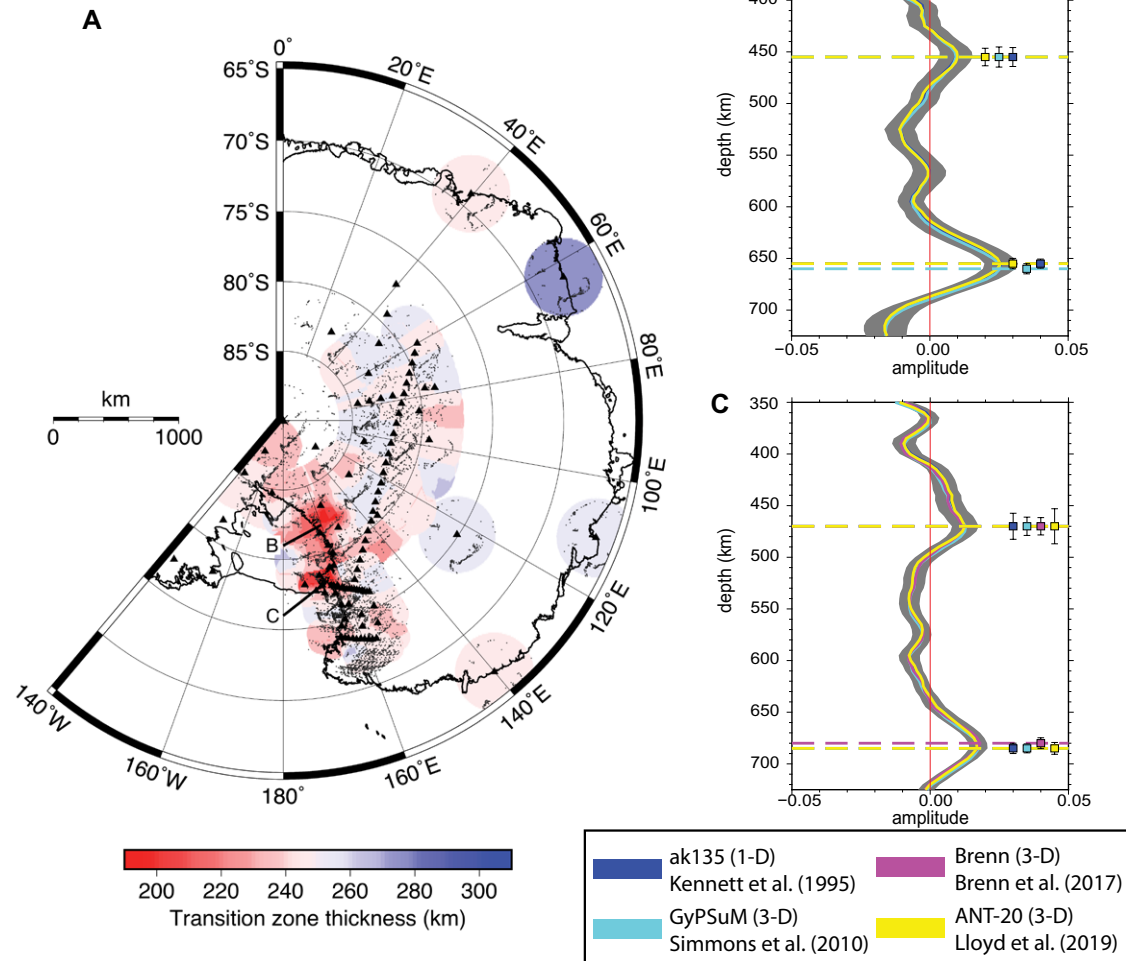 A
0°
20°E
40°E
60°E
80°E
100°E
120°E
140°E
160°E
180°
160°W
140°W
65°S
70°S
75°S
80°S
85°S
km
0 1000
B
C
200 220 240 260 280 300
Transition zone thickness (km)
400
450
500
550
600
650
700
depth (km)
−0.05 0.00 0.05
amplitude
C
350
400
450
500
550
600
650
700
depth (km)
−0.05 0.00 0.05
amplitude
ak135 (1-D)
Kennett et al. (1995)
GyPSuM (3-D)
Simmons et al. (2010)
Brenn (3-D)
Brenn et al. (2017)
ANT-20 (3-D)
Lloyd et al. (2019)